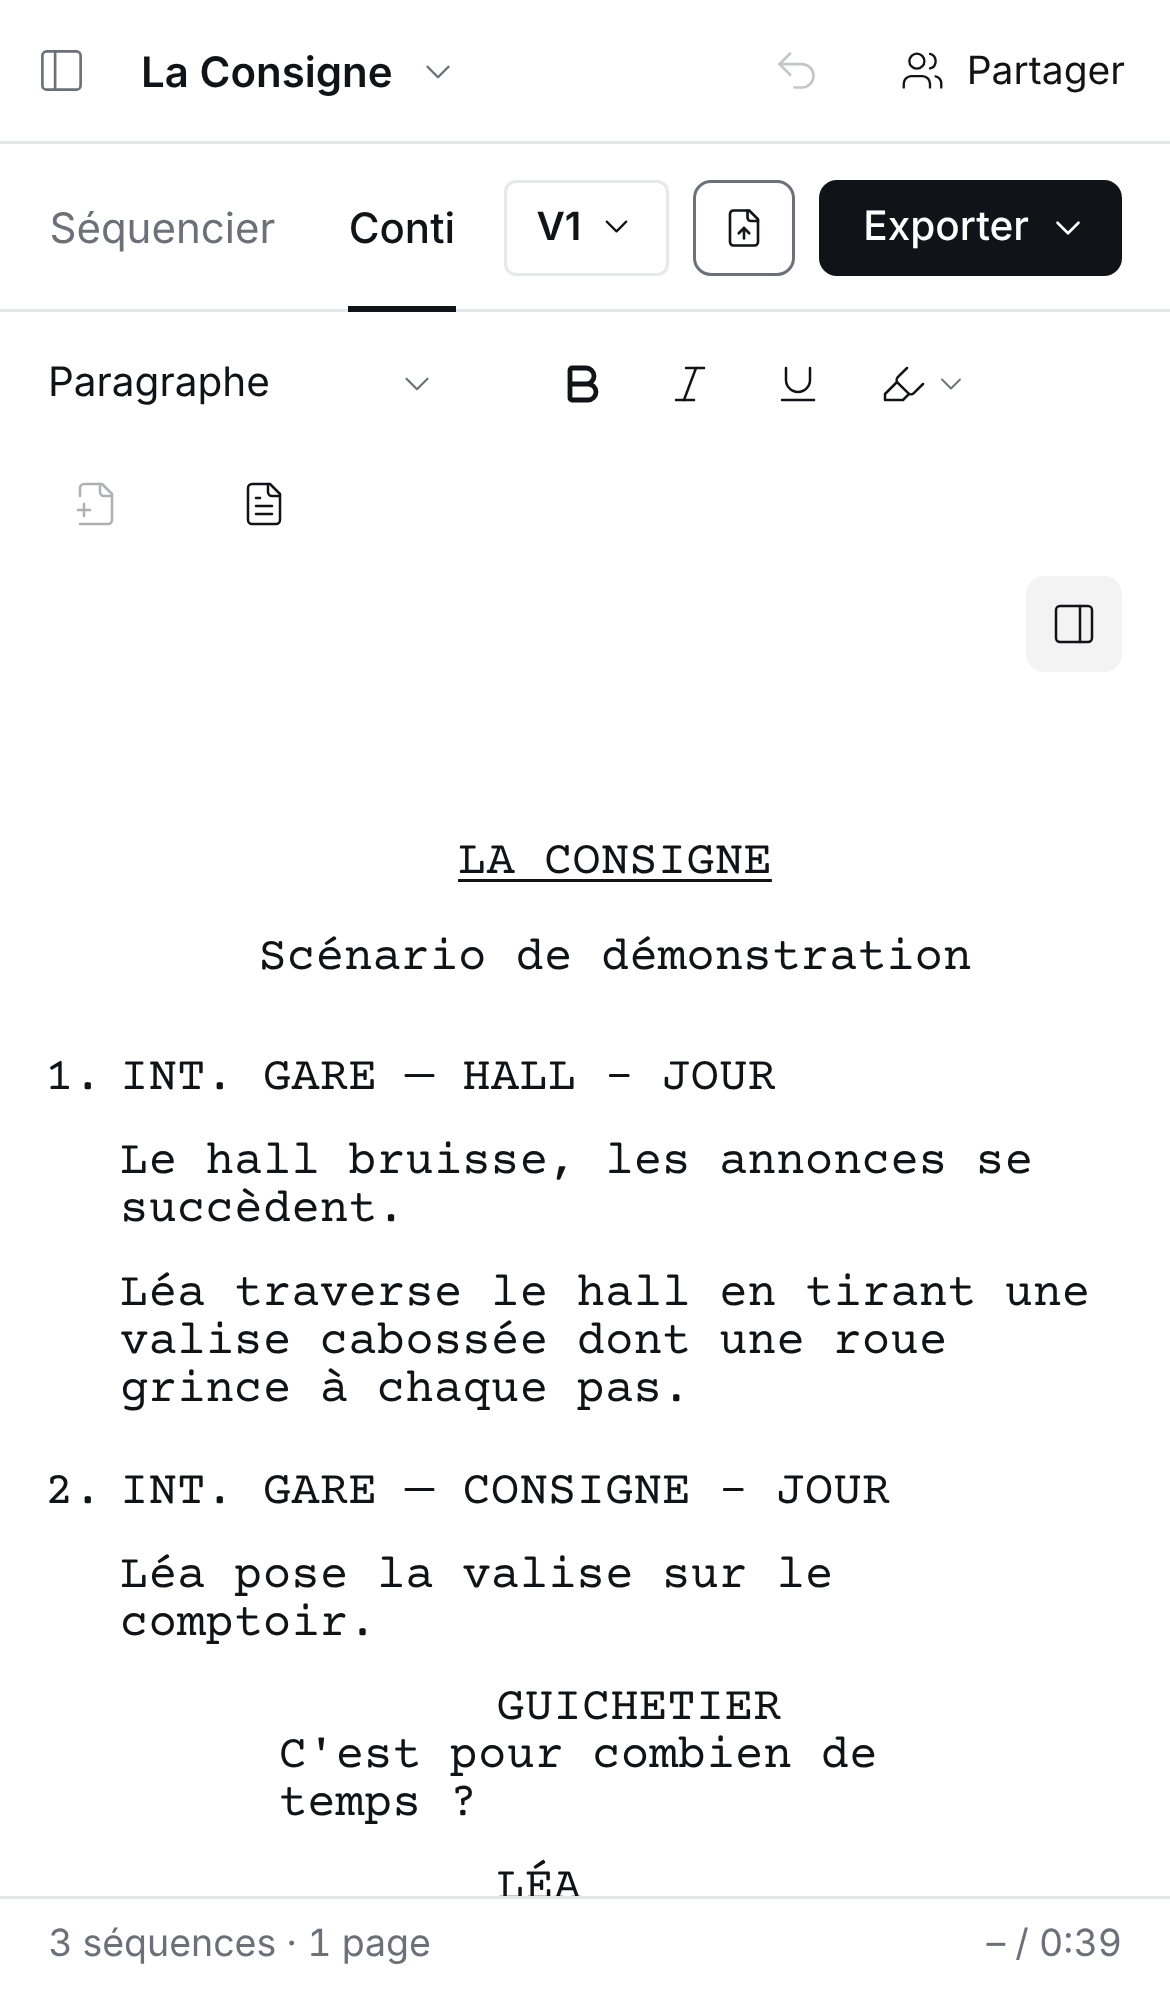 La Consigne
Partager
Séquencier
Conti
V1
Exporter
Paragraphe
LA CONSIGNE
Scénario de démonstration
1. INT. GARE — HALL – JOUR
Le hall bruisse, les annonces se
succèdent.
Léa traverse le hall en tirant une
valise cabossée dont une roue
grince à chaque pas.
2. INT. GARE — CONSIGNE – JOUR
Léa pose la valise sur le
comptoir.
GUICHETIER
C'est pour combien de
temps ?
LÉA
3 séquences · 1 page
– / 0:39